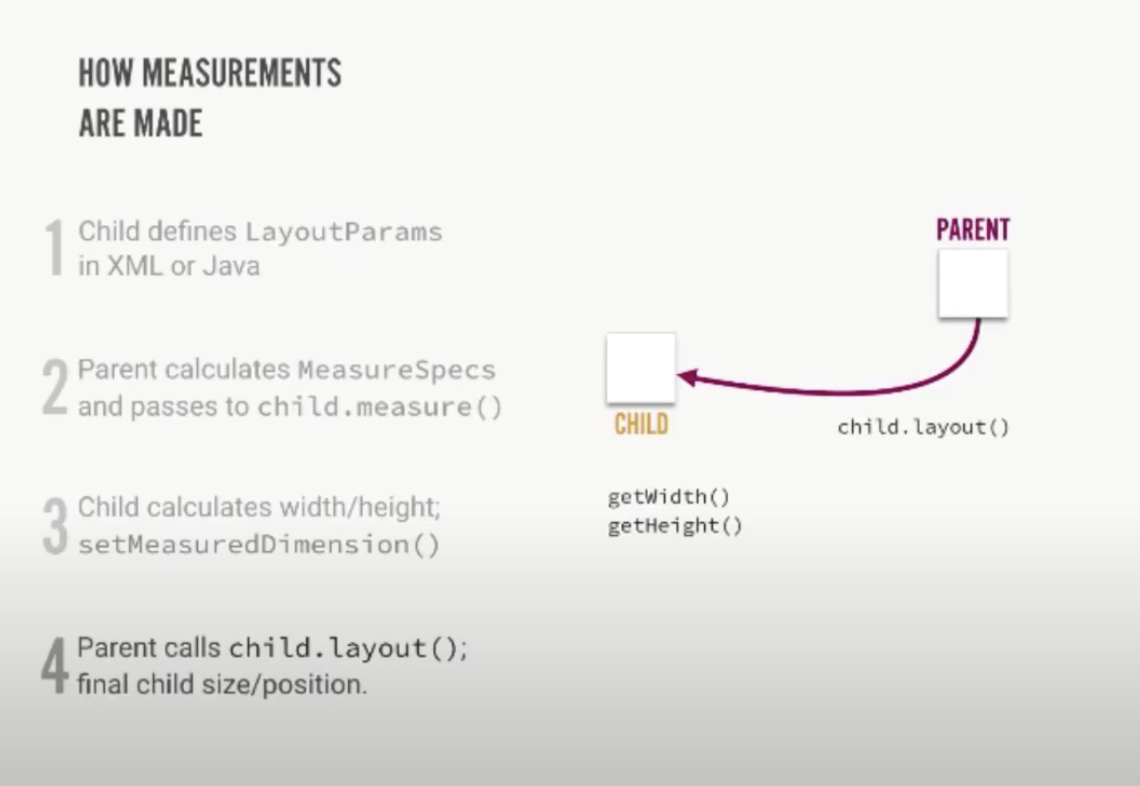 HOW MEASUREMENTS
ARE MADE
1 Child defines LayoutParams
in XML or Java
2 Parent calculates MeasureSpecs
and passes to child.measure()
3 Child calculates width/height;
setMeasuredDimension()
4 Parent calls child.layout();
final child size/position.
PARENT
CHILD
child.layout()
getWidth()
getHeight()